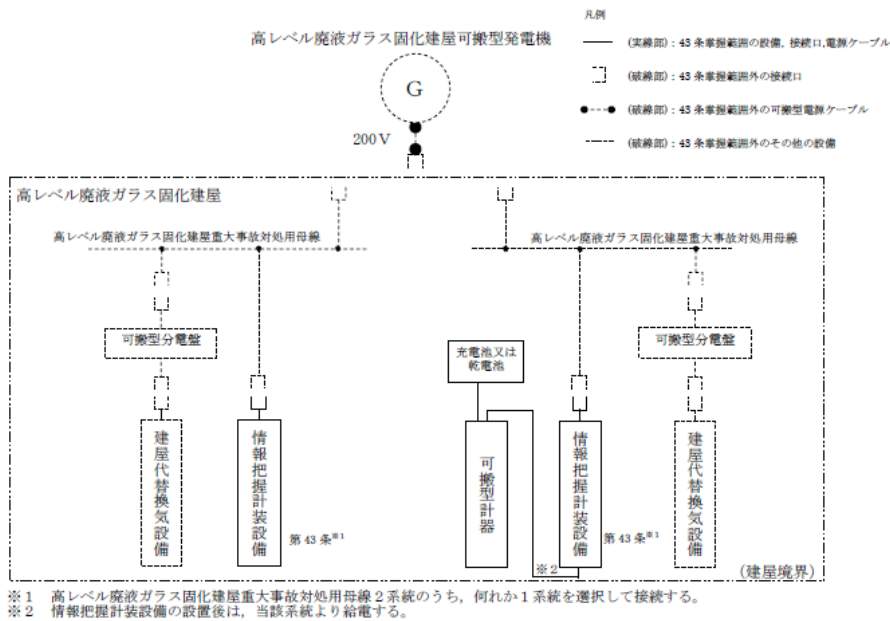 凡例
高レベル廃液ガラス固化建屋可搬型発電機
(実線部):43条掌握範囲の設備,接続口,電源ケーブル
(破線部):43条掌握範囲外の接続口
(破線部):43条掌握範囲外の可搬型電源ケーブル
(破線部):43条掌握範囲外のその他の設備
G
200V
高レベル廃液ガラス固化建屋
高レベル廃液ガラス固化建屋重大事故対処用母線
高レベル廃液ガラス固化建屋重大事故対処用母線
可搬型分電盤
可搬型分電盤
充電池又は
乾電池
建屋代替換気設備
情報把握計装設備
第43条※1
可搬型計器
情報把握計装設備
第43条※1
建屋代替換気設備
※2
(建屋境界)
※1 高レベル廃液ガラス固化建屋重大事故対処用母線2系統のうち,何れか1系統を選択して接続する。
※2 情報把握計装設備の設置後は,当該系統より給電する。